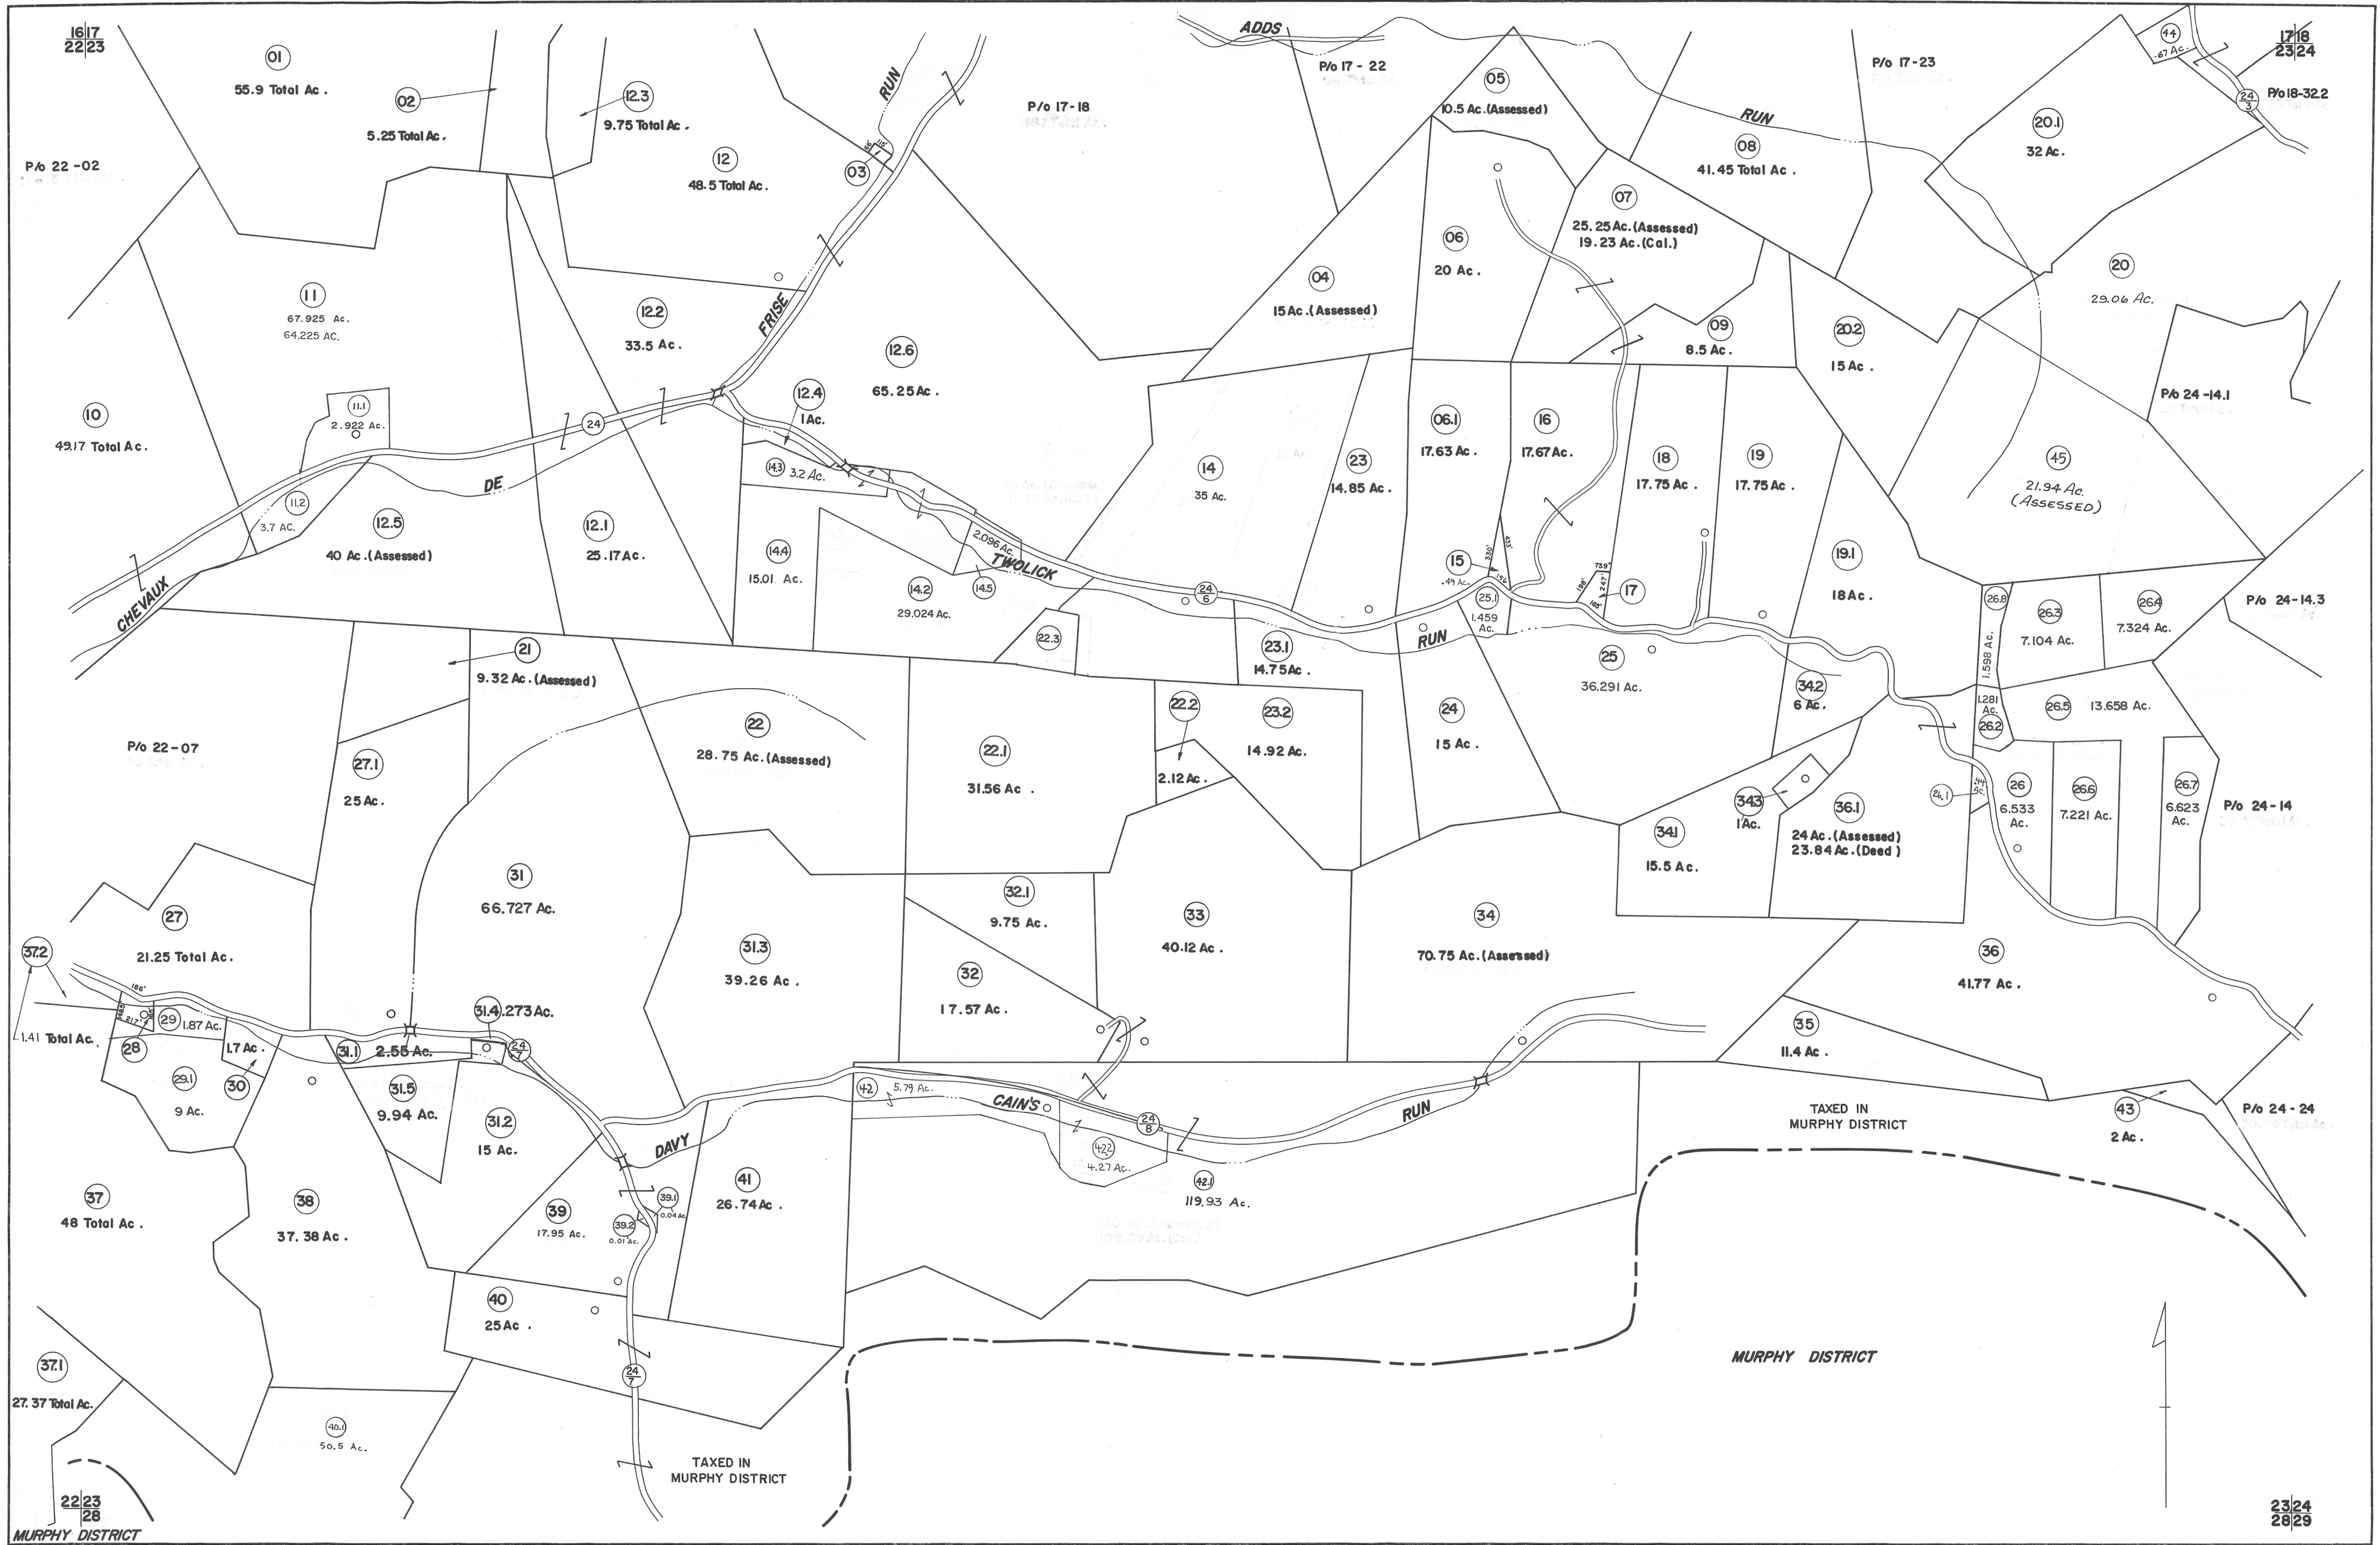 16 17
22 23
01
55.9 Total Ac.
02
5.25 Total Ac.
12.3
9.75 Total Ac.
12
48.5 Total Ac.
03
66'
115'
RUN
P/o 17-18
ADDS
P/o 17-22
05
10.5 Ac. (Assessed)
RUN
08
41.45 Total Ac.
P/o 17-23
44
.67 Ac.
17 18
23 24
24
3
P/o 18-32.2
20.1
32 Ac.
P/o 22-02
11
67.925 Ac.
64.225 AC.
12.2
33.5 Ac.
FRISE
12.6
65.25 Ac.
04
15 Ac. (Assessed)
06
20 Ac.
07
25.25 Ac. (Assessed)
19.23 Ac. (Cal.)
09
8.5 Ac.
20.2
15 Ac.
20
29.06 Ac.
P/o 24-14.1
10
49.17 Total Ac.
11.1
2.922 Ac.
24
12.4
1 Ac.
14.3 3.2 Ac.
14
35 Ac.
23
14.85 Ac.
06.1
17.63 Ac.
16
17.67 Ac.
18
17.75 Ac.
19
17.75 Ac.
45
21.94 Ac.
(ASSESSED)
11.2
3.7 AC.
DE
12.5
40 Ac. (Assessed)
12.1
25.17 Ac.
14.4
15.01 Ac.
2.096 Ac.
TWOLICK
14.5
14.2
29.024 Ac.
22.3
24
6
15
.49 Ac.
330'
433'
156'
25.1
1.459
Ac.
73.9'
198'
247'
165'
17
19.1
18 Ac.
CHEVAUX
26.8
1.598 Ac.
26.3
7.104 Ac.
26.4
7.324 Ac.
P/o 24-14.3
21
9.32 Ac. (Assessed)
23.1
14.75 Ac.
RUN
25
36.291 Ac.
34.2
6 Ac.
1.281
Ac.
26.2
26.5 13.658 Ac.
P/o 22-07
27.1
25 Ac.
22
28.75 Ac. (Assessed)
22.1
31.56 Ac.
22.2
2.12 Ac.
23.2
14.92 Ac.
24
15 Ac.
34.3
1 Ac.
36.1
24 Ac. (Assessed)
23.84 Ac. (Deed)
34.1
15.5 Ac.
26.1
.44
Ac.
26
6.533
Ac.
26.6
7.221 Ac.
26.7
6.623
Ac.
P/o 24-14
31
66.727 Ac.
27
21.25 Total Ac.
37.2
1.41 Total Ac.
31.3
39.26 Ac.
32.1
9.75 Ac.
32
17.57 Ac.
33
40.12 Ac.
34
70.75 Ac. (Assessed)
36
41.77 Ac.
35
11.4 Ac.
186'
217'
28
29 1.87 Ac.
1.7 Ac.
30
29.1
9 Ac.
31.1 2.55 Ac.
31.4 .273 Ac.
24
7
31.5
9.94 Ac.
31.2
15 Ac.
DAVY
42 5.79 Ac.
CAIN'S
24
8
RUN
42.2
4.27 Ac.
42.1
119.93 Ac.
TAXED IN
MURPHY DISTRICT
43
2 Ac.
P/o 24-24
37
48 Total Ac.
38
37.38 Ac.
39
17.95 Ac.
39.1
0.04 Ac.
39.2
0.01 Ac.
41
26.74 Ac.
40
25 Ac.
24
7
37.1
27.37 Total Ac.
40.1
50.5 Ac.
TAXED IN
MURPHY DISTRICT
MURPHY DISTRICT
22 23
28
MURPHY DISTRICT
23 24
28 29